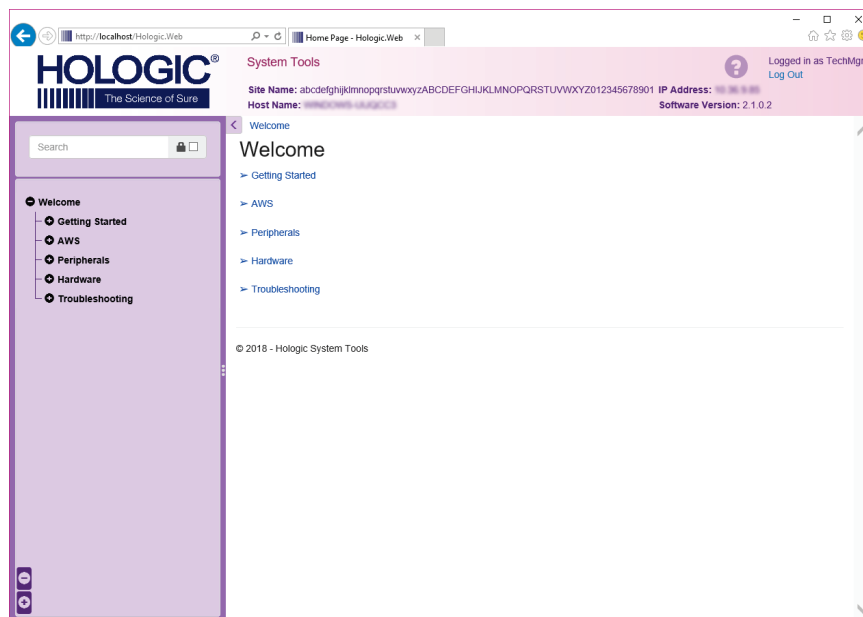 http://localhost/Hologic.Web
Home Page - Hologic.Web
HOLOGIC®
The Science of Sure
System Tools
Logged in as TechMgr
Log Out
Site Name: abcdefghijklmnopqrstuvwxyzABCDEFGHIJKLMNOPQRSTUVWXYZ012345678901 IP Address:
Host Name: Software Version: 2.1.0.2
Search
Welcome
Getting Started
AWS
Peripherals
Hardware
Troubleshooting
Welcome
Welcome
➢ Getting Started
➢ AWS
➢ Peripherals
➢ Hardware
➢ Troubleshooting
© 2018 - Hologic System Tools